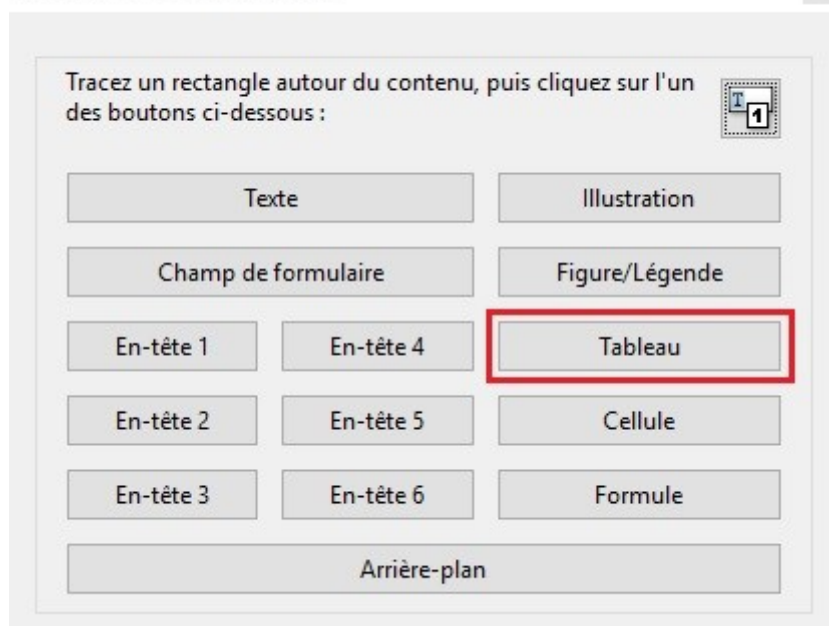 Tracez un rectangle autour du contenu, puis cliquez sur l'un
des boutons ci-dessous :
T
1
Texte
Illustration
Champ de formulaire
Figure/Légende
En-tête 1
En-tête 4
Tableau
En-tête 2
En-tête 5
Cellule
En-tête 3
En-tête 6
Formule
Arrière-plan